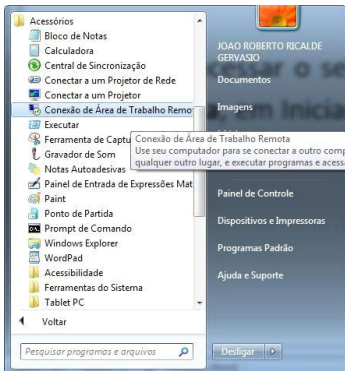 Acessórios
Bloco de Notas
Calculadora
Central de Sincronização
Conectar a um Projetor de Rede
Conectar a um Projetor
Conexão de Área de Trabalho Remo
Executar
Ferramenta de Captu
Gravador de Som
Notas Autoadesivas
Painel de Entrada de Expressões Mat
Paint
Ponto de Partida
Prompt de Comando
Windows Explorer
WordPad
Acessibilidade
Ferramentas do Sistema
Tablet PC
Voltar
Pesquisar programas e arquivos
Conexão de Área de Trabalho Remota
Use seu computador para se conectar a outro comp
qualquer outro lugar, e executar programas e acess
JOAO ROBERTO RICALDE
GERVASIO
Documentos
Imagens
Painel de Controle
Dispositivos e Impressoras
Programas Padrão
Ajuda e Suporte
Desligar
essar o se
em Inicia